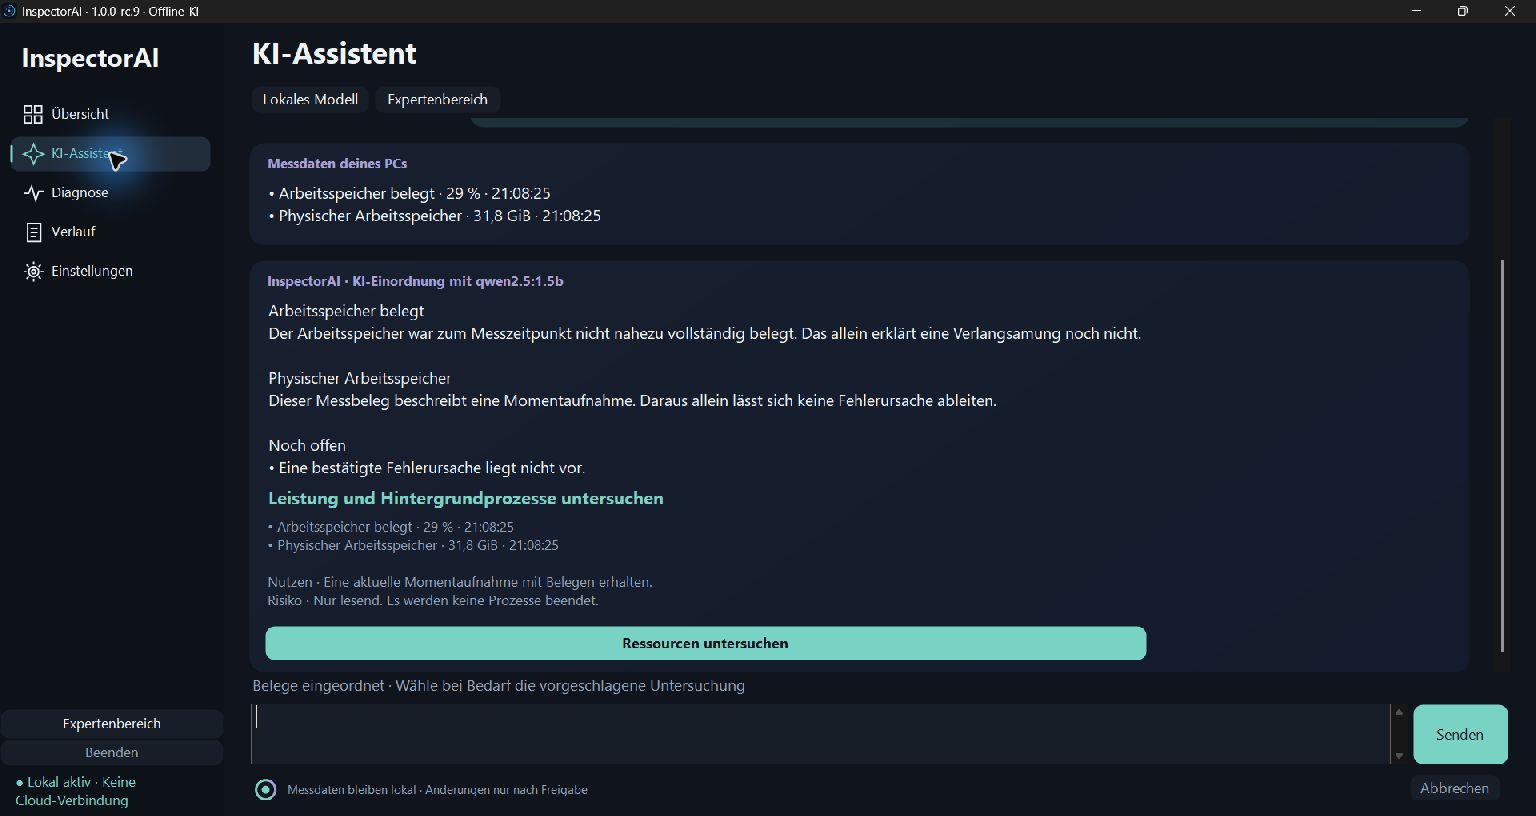 InspectorAI · 1.0.0-rc.9 · Offline-KI
InspectorAI
Übersicht
KI-Assistent
Diagnose
Verlauf
Einstellungen
Expertenbereich
Beenden
● Lokal aktiv · Keine
Cloud-Verbindung
KI-Assistent
Lokales Modell
Expertenbereich
Messdaten deines PCs
• Arbeitsspeicher belegt · 29 % · 21:08:25
• Physischer Arbeitsspeicher · 31,8 GiB · 21:08:25
InspectorAI · KI-Einordnung mit qwen2.5:1.5b
Arbeitsspeicher belegt
Der Arbeitsspeicher war zum Messzeitpunkt nicht nahezu vollständig belegt. Das allein erklärt eine Verlangsamung noch nicht.
Physischer Arbeitsspeicher
Dieser Messbeleg beschreibt eine Momentaufnahme. Daraus allein lässt sich keine Fehlerursache ableiten.
Noch offen
• Eine bestätigte Fehlerursache liegt nicht vor.
Leistung und Hintergrundprozesse untersuchen
• Arbeitsspeicher belegt · 29 % · 21:08:25
• Physischer Arbeitsspeicher · 31,8 GiB · 21:08:25
Nutzen · Eine aktuelle Momentaufnahme mit Belegen erhalten.
Risiko · Nur lesend. Es werden keine Prozesse beendet.
Ressourcen untersuchen
Belege eingeordnet · Wähle bei Bedarf die vorgeschlagene Untersuchung
Senden
Messdaten bleiben lokal · Änderungen nur nach Freigabe
Abbrechen